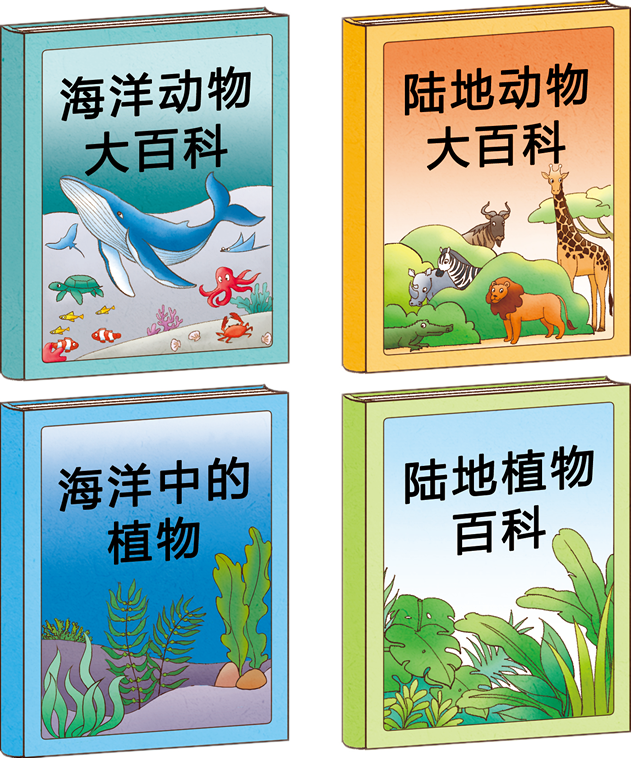 海洋动物
大百科
陆地动物
大百科
海洋中的
植物
陆地植物
百科